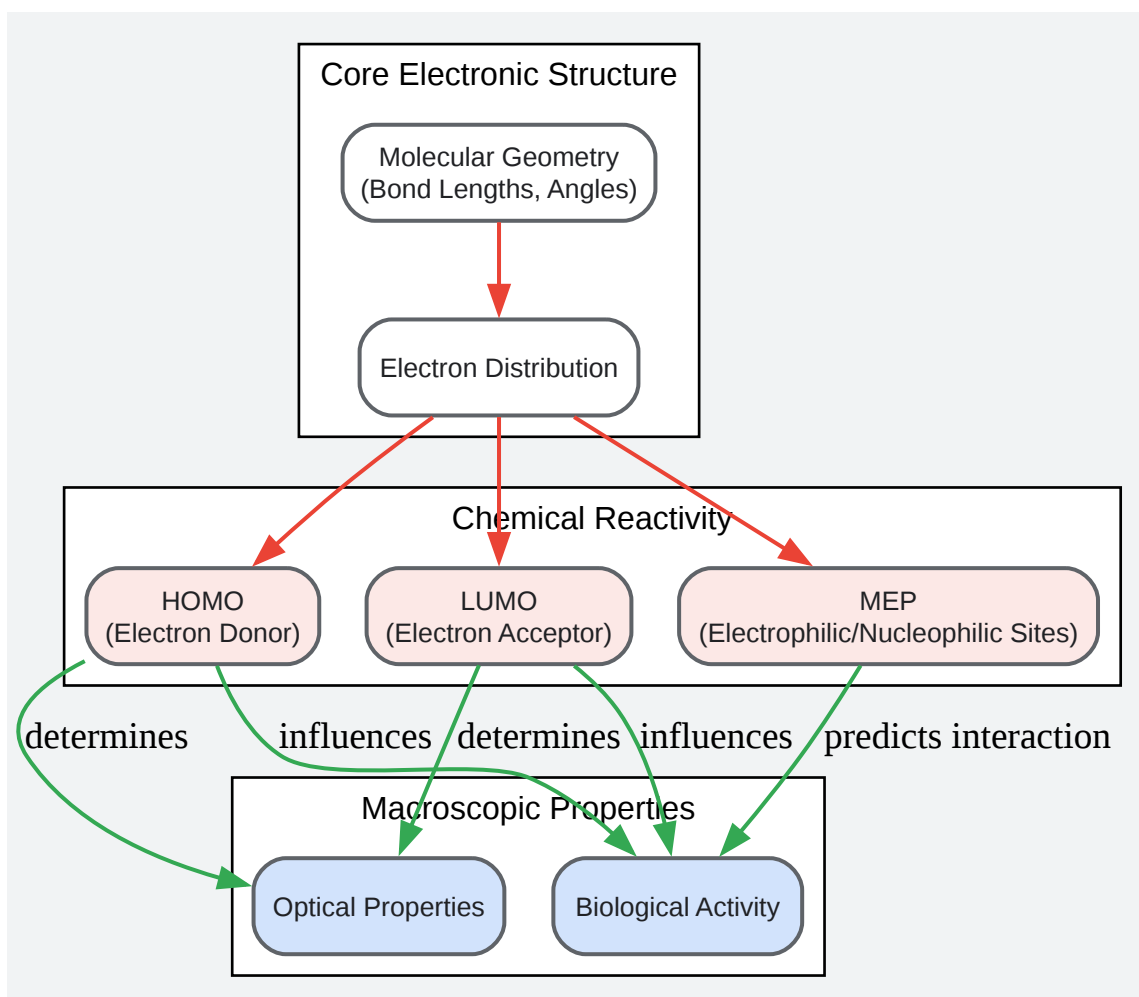 Core Electronic Structure
Molecular Geometry
(Bond Lengths, Angles)
Electron Distribution
Chemical Reactivity
HOMO
(Electron Donor)
LUMO
(Electron Acceptor)
MEP
(Electrophilic/Nucleophilic Sites)
determines
influences
determines
influences
predicts interaction
Macroscopic Properties
Optical Properties
Biological Activity